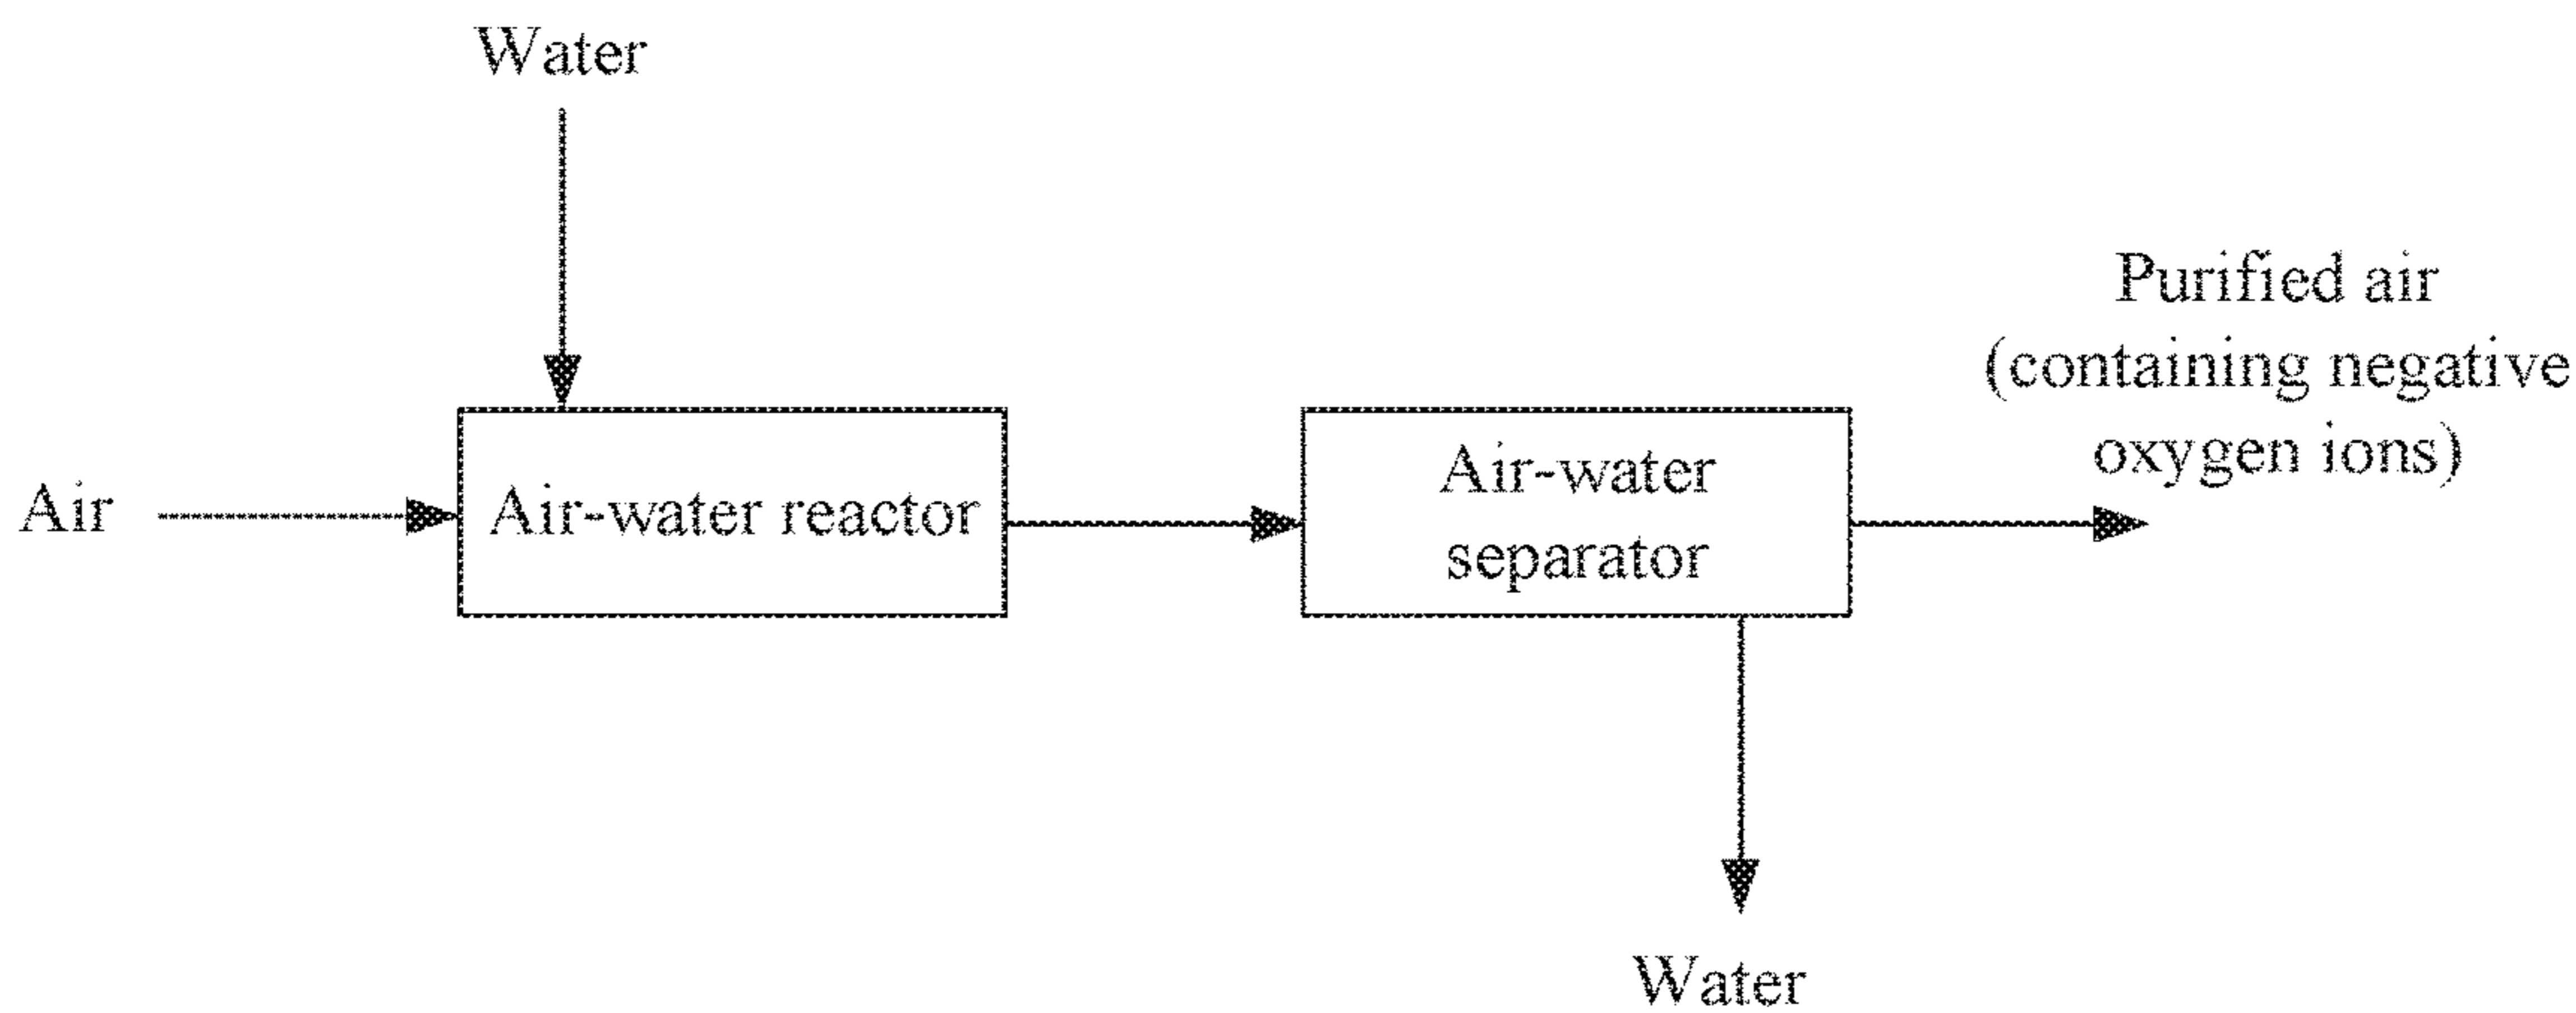 Water
Air
Air-water reactor
Air-water
separator
Purified air
(containing negative
oxygen ions)
Water